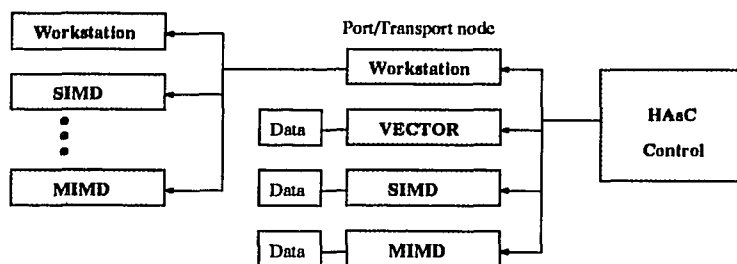 Port/Transport node
Workstation
SIMD
MIMD
Workstation
Data VECTOR
Data SIMD
Data MIMD
HAsC
Control